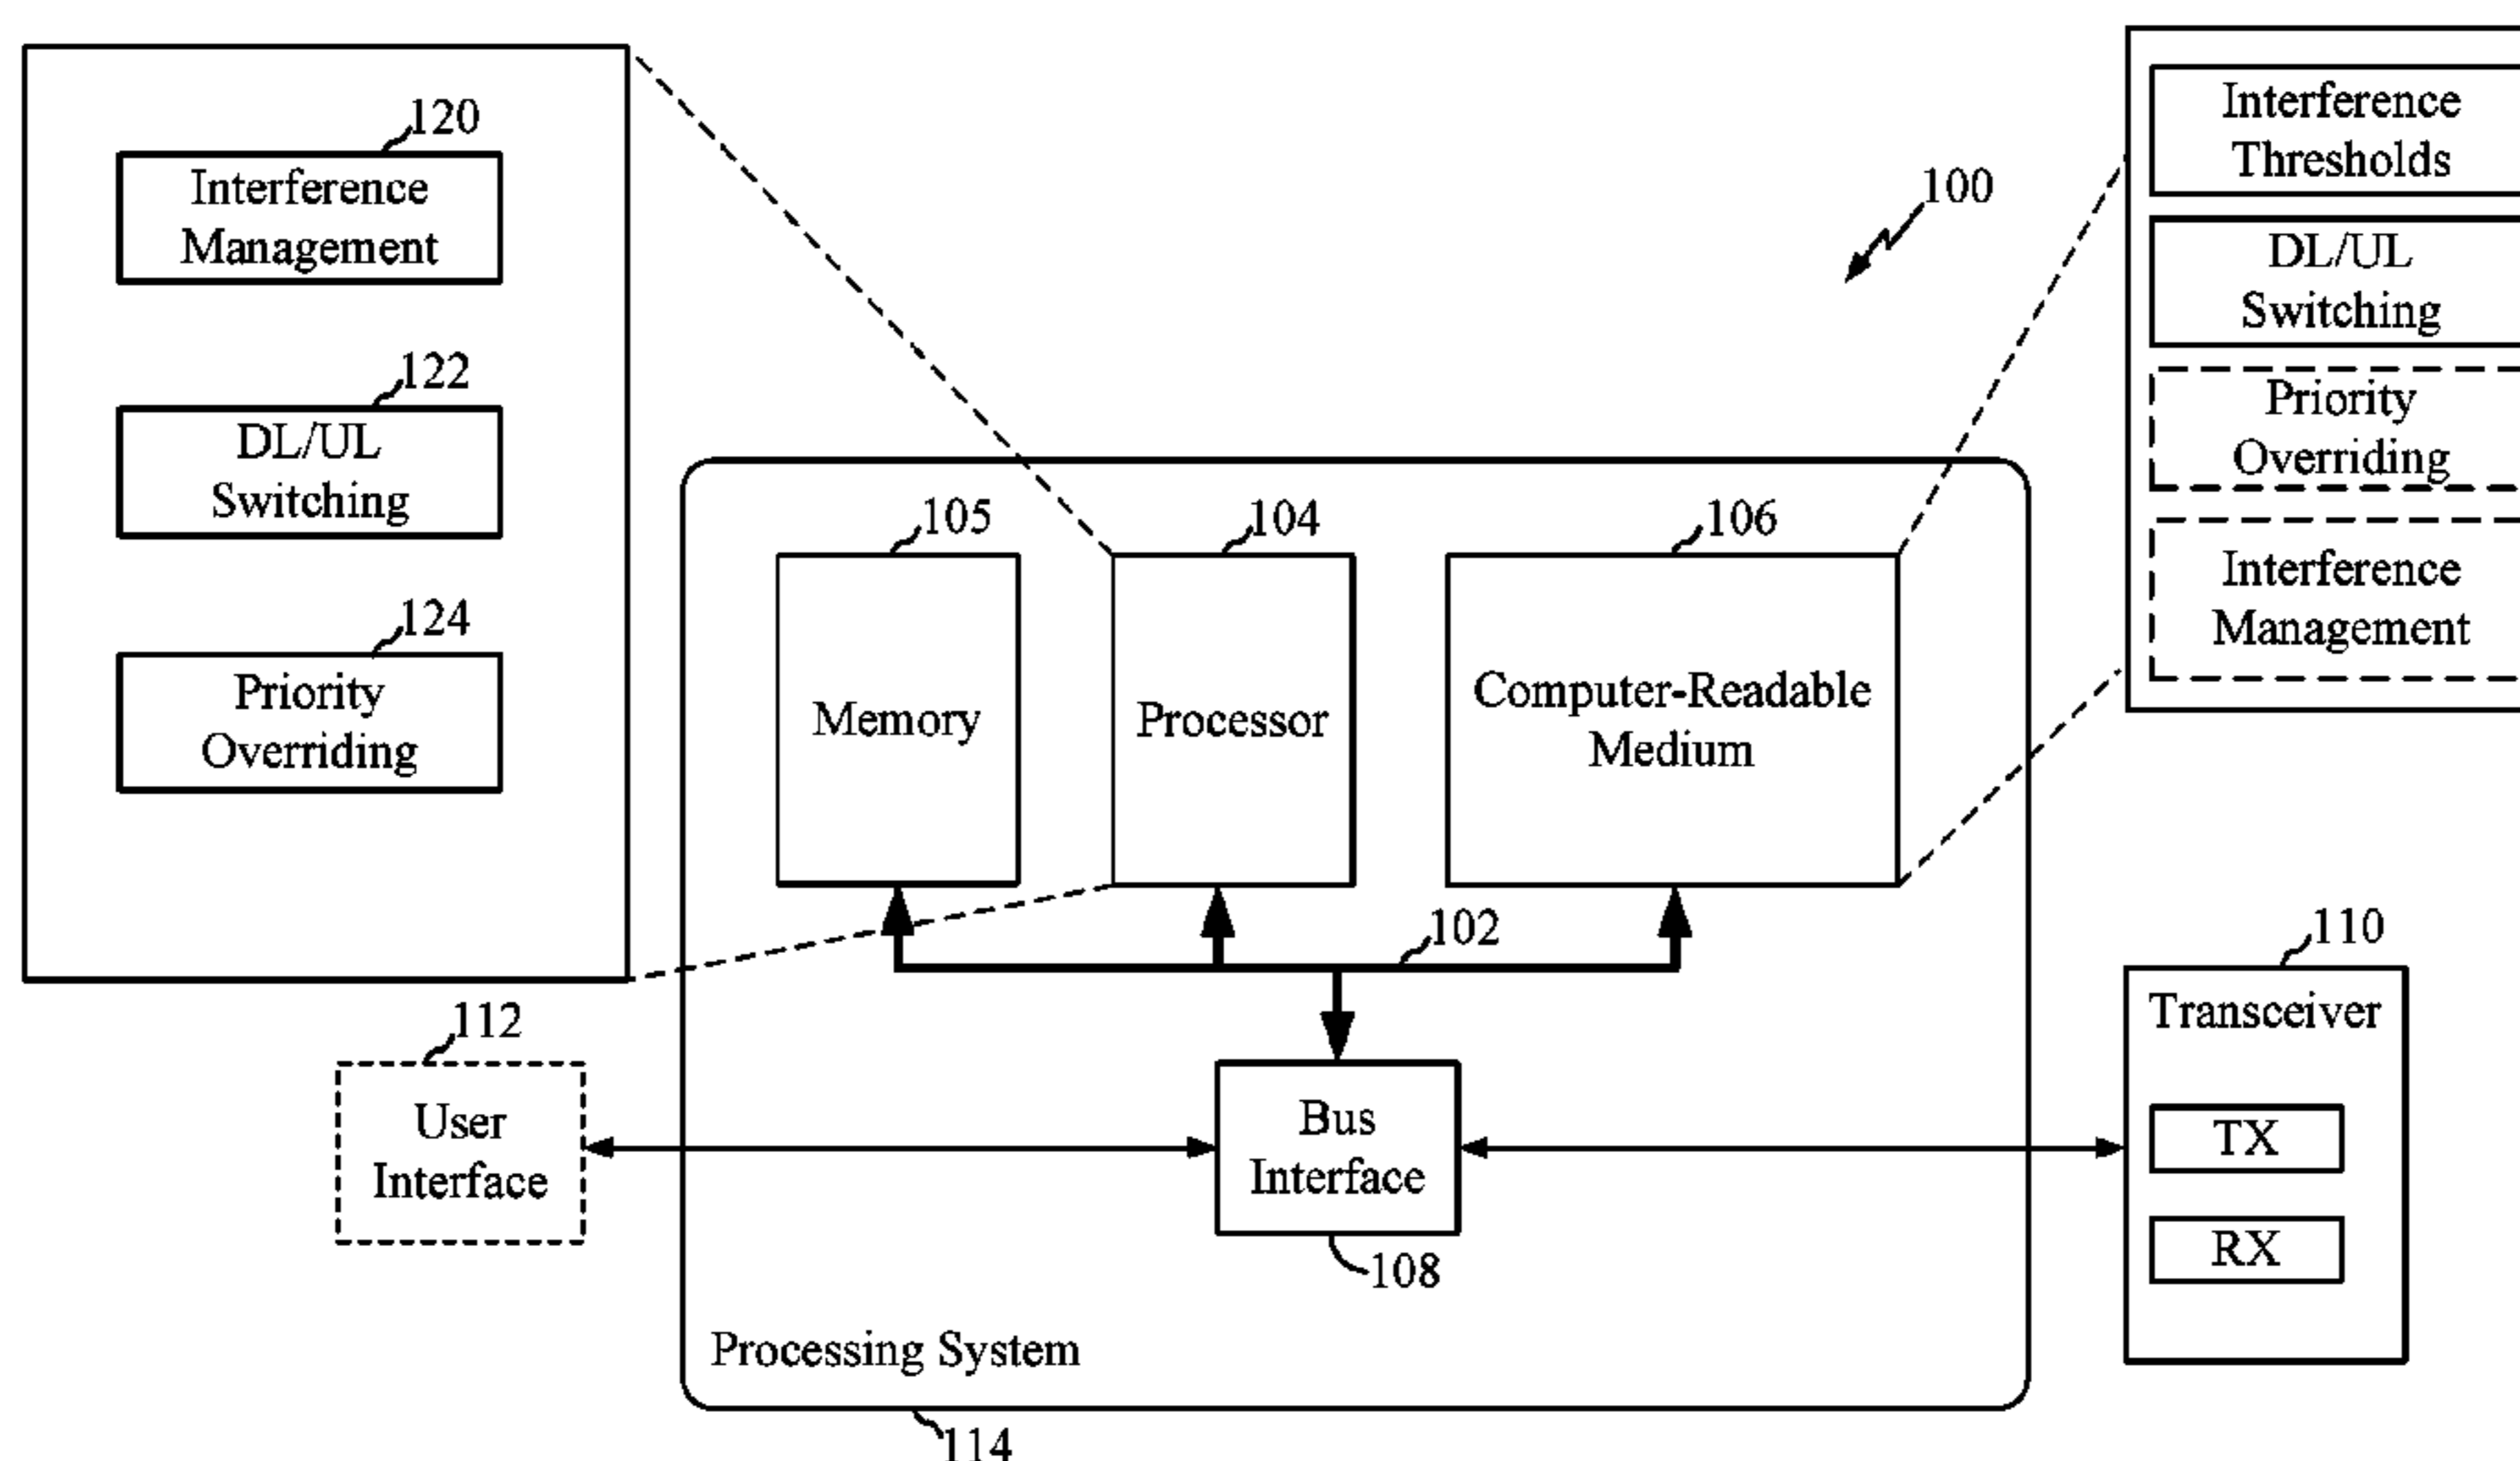 120
Interference
Management
122
DL/UL
Switching
124
Priority
Overriding
100
Interference
Thresholds
DL/UL
Switching
Priority
Overriding
Interference
Management
105
Memory
104
Processor
106
Computer-Readable
Medium
102
112
User
Interface
Bus
Interface
108
110
Transceiver
TX
RX
Processing System
114